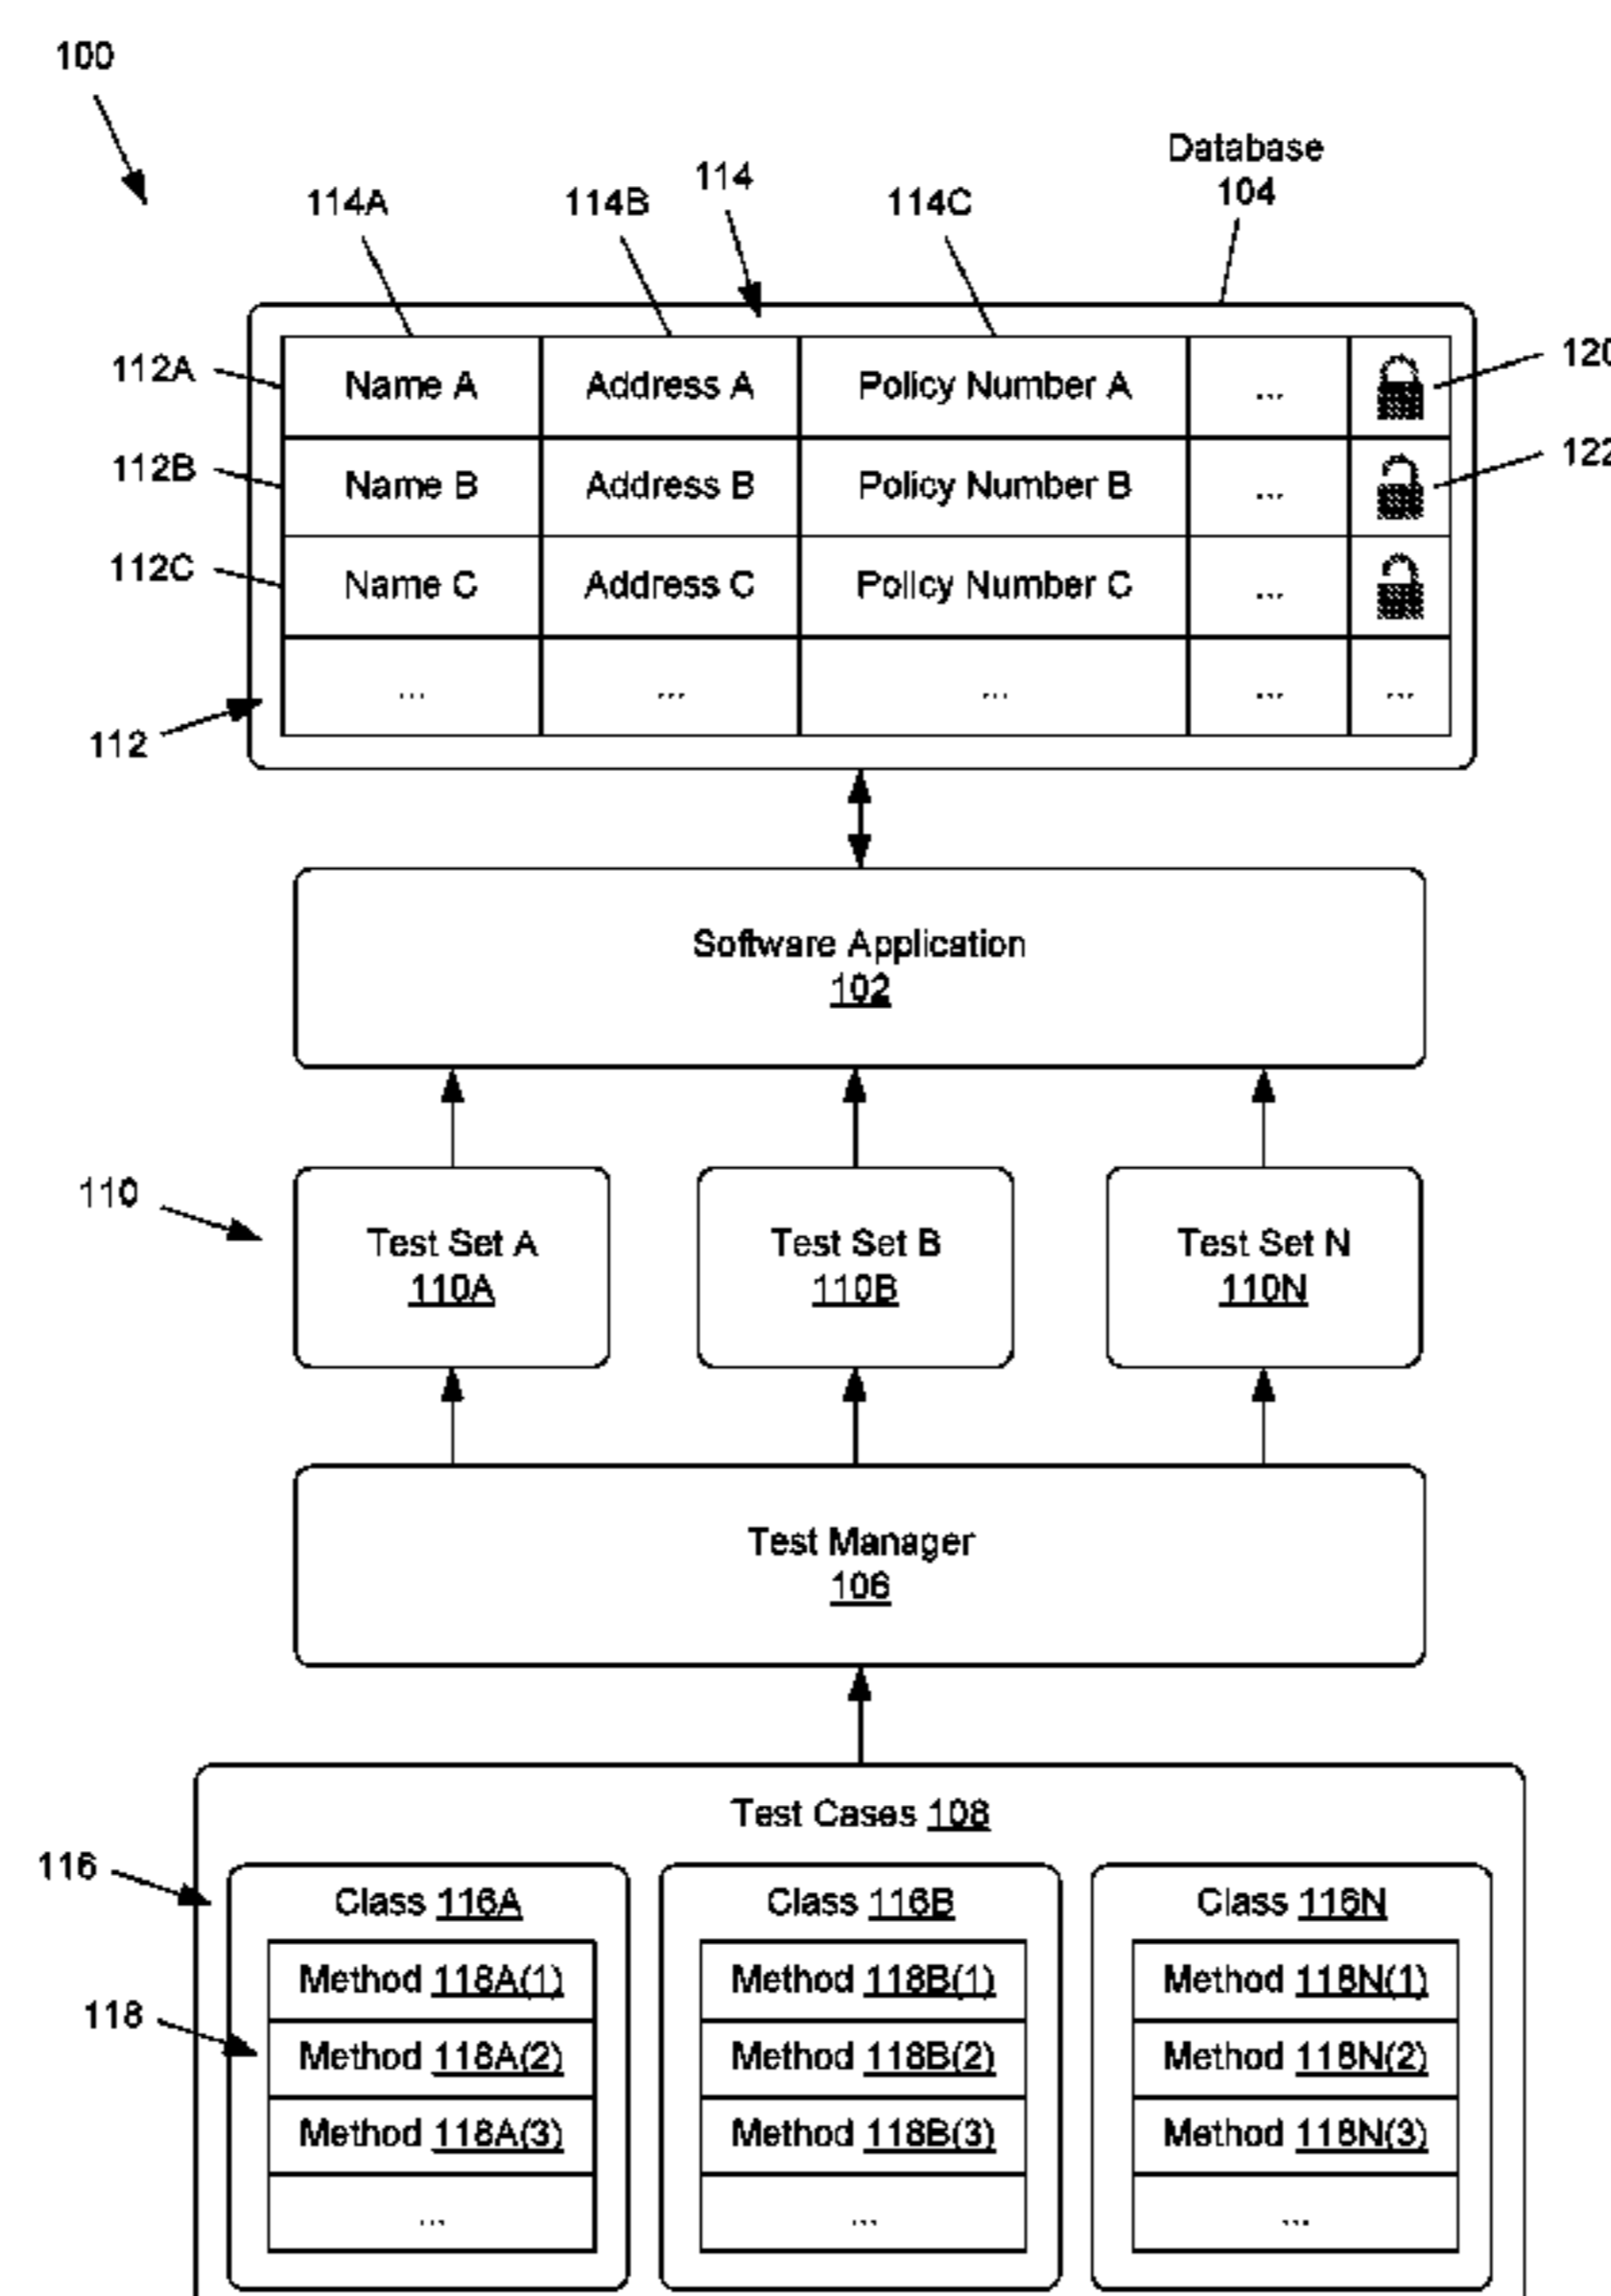 100
Database
104
114
114A
114B
114C
112A
Name A
Address A
Policy Number A
...
120
112B
Name B
Address B
Policy Number B
...
122
112C
Name C
Address C
Policy Number C
...
... ... ... ... ...
112
Software Application
102
110
Test Set A
110A
Test Set B
110B
Test Set N
110N
Test Manager
106
Test Cases 108
116
Class 116A
Method 118A(1)
118
Method 118A(2)
Method 118A(3)
...
Class 116B
Method 118B(1)
Method 118B(2)
Method 118B(3)
...
Class 116N
Method 118N(1)
Method 118N(2)
Method 118N(3)
...